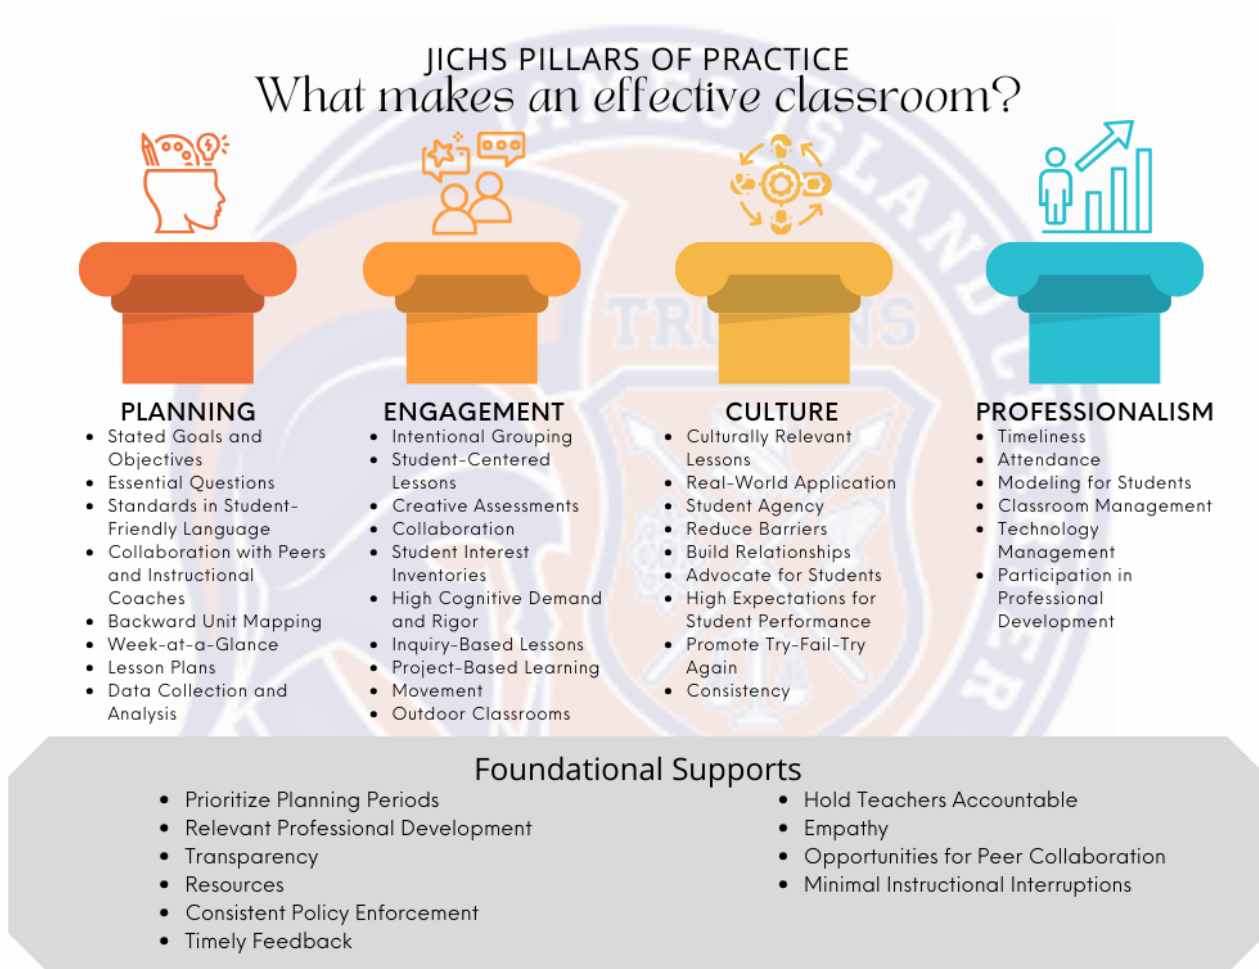 JICHS PILLARS OF PRACTICE
What makes an effective classroom?
JAMES ISLAND CHARTER
TROJANS
PLANNING
• Stated Goals and
Objectives
• Essential Questions
• Standards in Student-
Friendly Language
• Collaboration with Peers
and Instructional
Coaches
• Backward Unit Mapping
• Week-at-a-Glance
• Lesson Plans
• Data Collection and
Analysis
ENGAGEMENT
• Intentional Grouping
• Student-Centered
Lessons
• Creative Assessments
• Collaboration
• Student Interest
Inventories
• High Cognitive Demand
and Rigor
• Inquiry-Based Lessons
• Project-Based Learning
• Movement
• Outdoor Classrooms
CULTURE
• Culturally Relevant
Lessons
• Real-World Application
• Student Agency
• Reduce Barriers
• Build Relationships
• Advocate for Students
• High Expectations for
Student Performance
• Promote Try-Fail-Try
Again
• Consistency
PROFESSIONALISM
• Timeliness
• Attendance
• Modeling for Students
• Classroom Management
• Technology
Management
• Participation in
Professional
Development
Foundational Supports
• Prioritize Planning Periods
• Relevant Professional Development
• Transparency
• Resources
• Consistent Policy Enforcement
• Timely Feedback
• Hold Teachers Accountable
• Empathy
• Opportunities for Peer Collaboration
• Minimal Instructional Interruptions